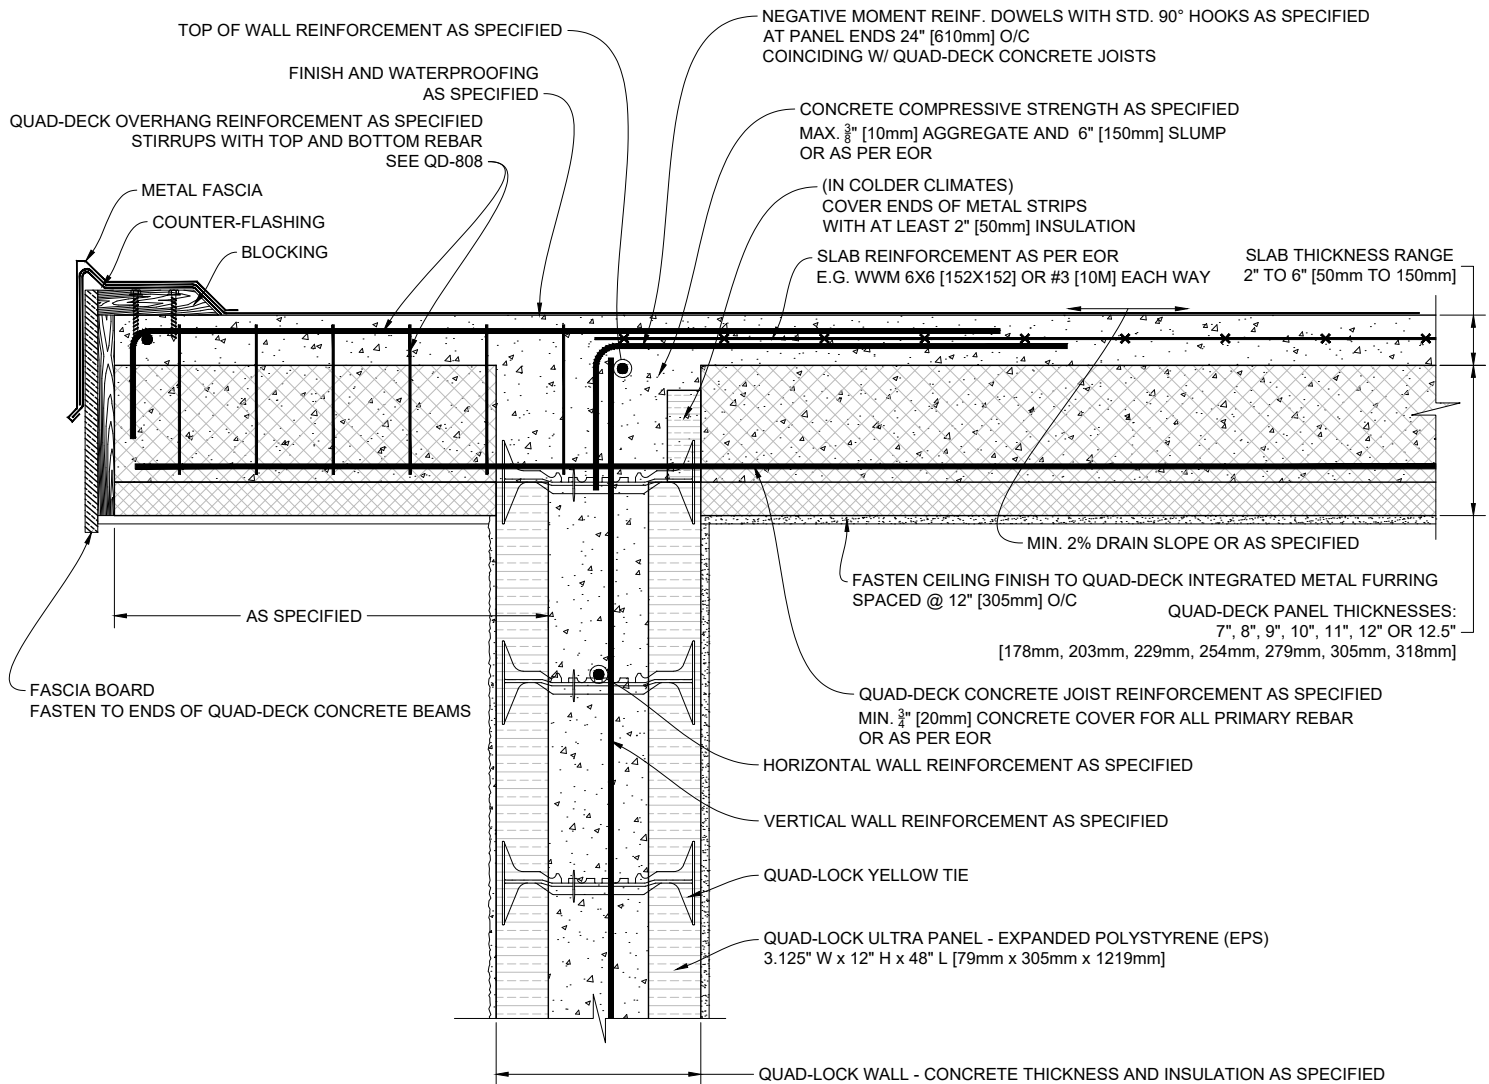 TOP OF WALL REINFORCEMENT AS SPECIFIED
NEGATIVE MOMENT REINF. DOWELS WITH STD. 90° HOOKS AS SPECIFIED
AT PANEL ENDS 24" [610mm] O/C
COINCIDING W/ QUAD-DECK CONCRETE JOISTS
FINISH AND WATERPROOFING
AS SPECIFIED
QUAD-DECK OVERHANG REINFORCEMENT AS SPECIFIED
STIRRUPS WITH TOP AND BOTTOM REBAR
SEE QD-808
CONCRETE COMPRESSIVE STRENGTH AS SPECIFIED
MAX. 3/8" [10mm] AGGREGATE AND 6" [150mm] SLUMP
OR AS PER EOR
METAL FASCIA
COUNTER-FLASHING
BLOCKING
(IN COLDER CLIMATES)
COVER ENDS OF METAL STRIPS
WITH AT LEAST 2" [50mm] INSULATION
SLAB REINFORCEMENT AS PER EOR
E.G. WWM 6X6 [152X152] OR #3 [10M] EACH WAY
SLAB THICKNESS RANGE
2" TO 6" [50mm TO 150mm]
MIN. 2% DRAIN SLOPE OR AS SPECIFIED
FASTEN CEILING FINISH TO QUAD-DECK INTEGRATED METAL FURRING
SPACED @ 12" [305mm] O/C
QUAD-DECK PANEL THICKNESSES:
7", 8", 9", 10", 11", 12" OR 12.5"
[178mm, 203mm, 229mm, 254mm, 279mm, 305mm, 318mm]
AS SPECIFIED
FASCIA BOARD
FASTEN TO ENDS OF QUAD-DECK CONCRETE BEAMS
QUAD-DECK CONCRETE JOIST REINFORCEMENT AS SPECIFIED
MIN. 3/4" [20mm] CONCRETE COVER FOR ALL PRIMARY REBAR
OR AS PER EOR
HORIZONTAL WALL REINFORCEMENT AS SPECIFIED
VERTICAL WALL REINFORCEMENT AS SPECIFIED
QUAD-LOCK YELLOW TIE
QUAD-LOCK ULTRA PANEL - EXPANDED POLYSTYRENE (EPS)
3.125" W x 12" H x 48" L [79mm x 305mm x 1219mm]
QUAD-LOCK WALL - CONCRETE THICKNESS AND INSULATION AS SPECIFIED